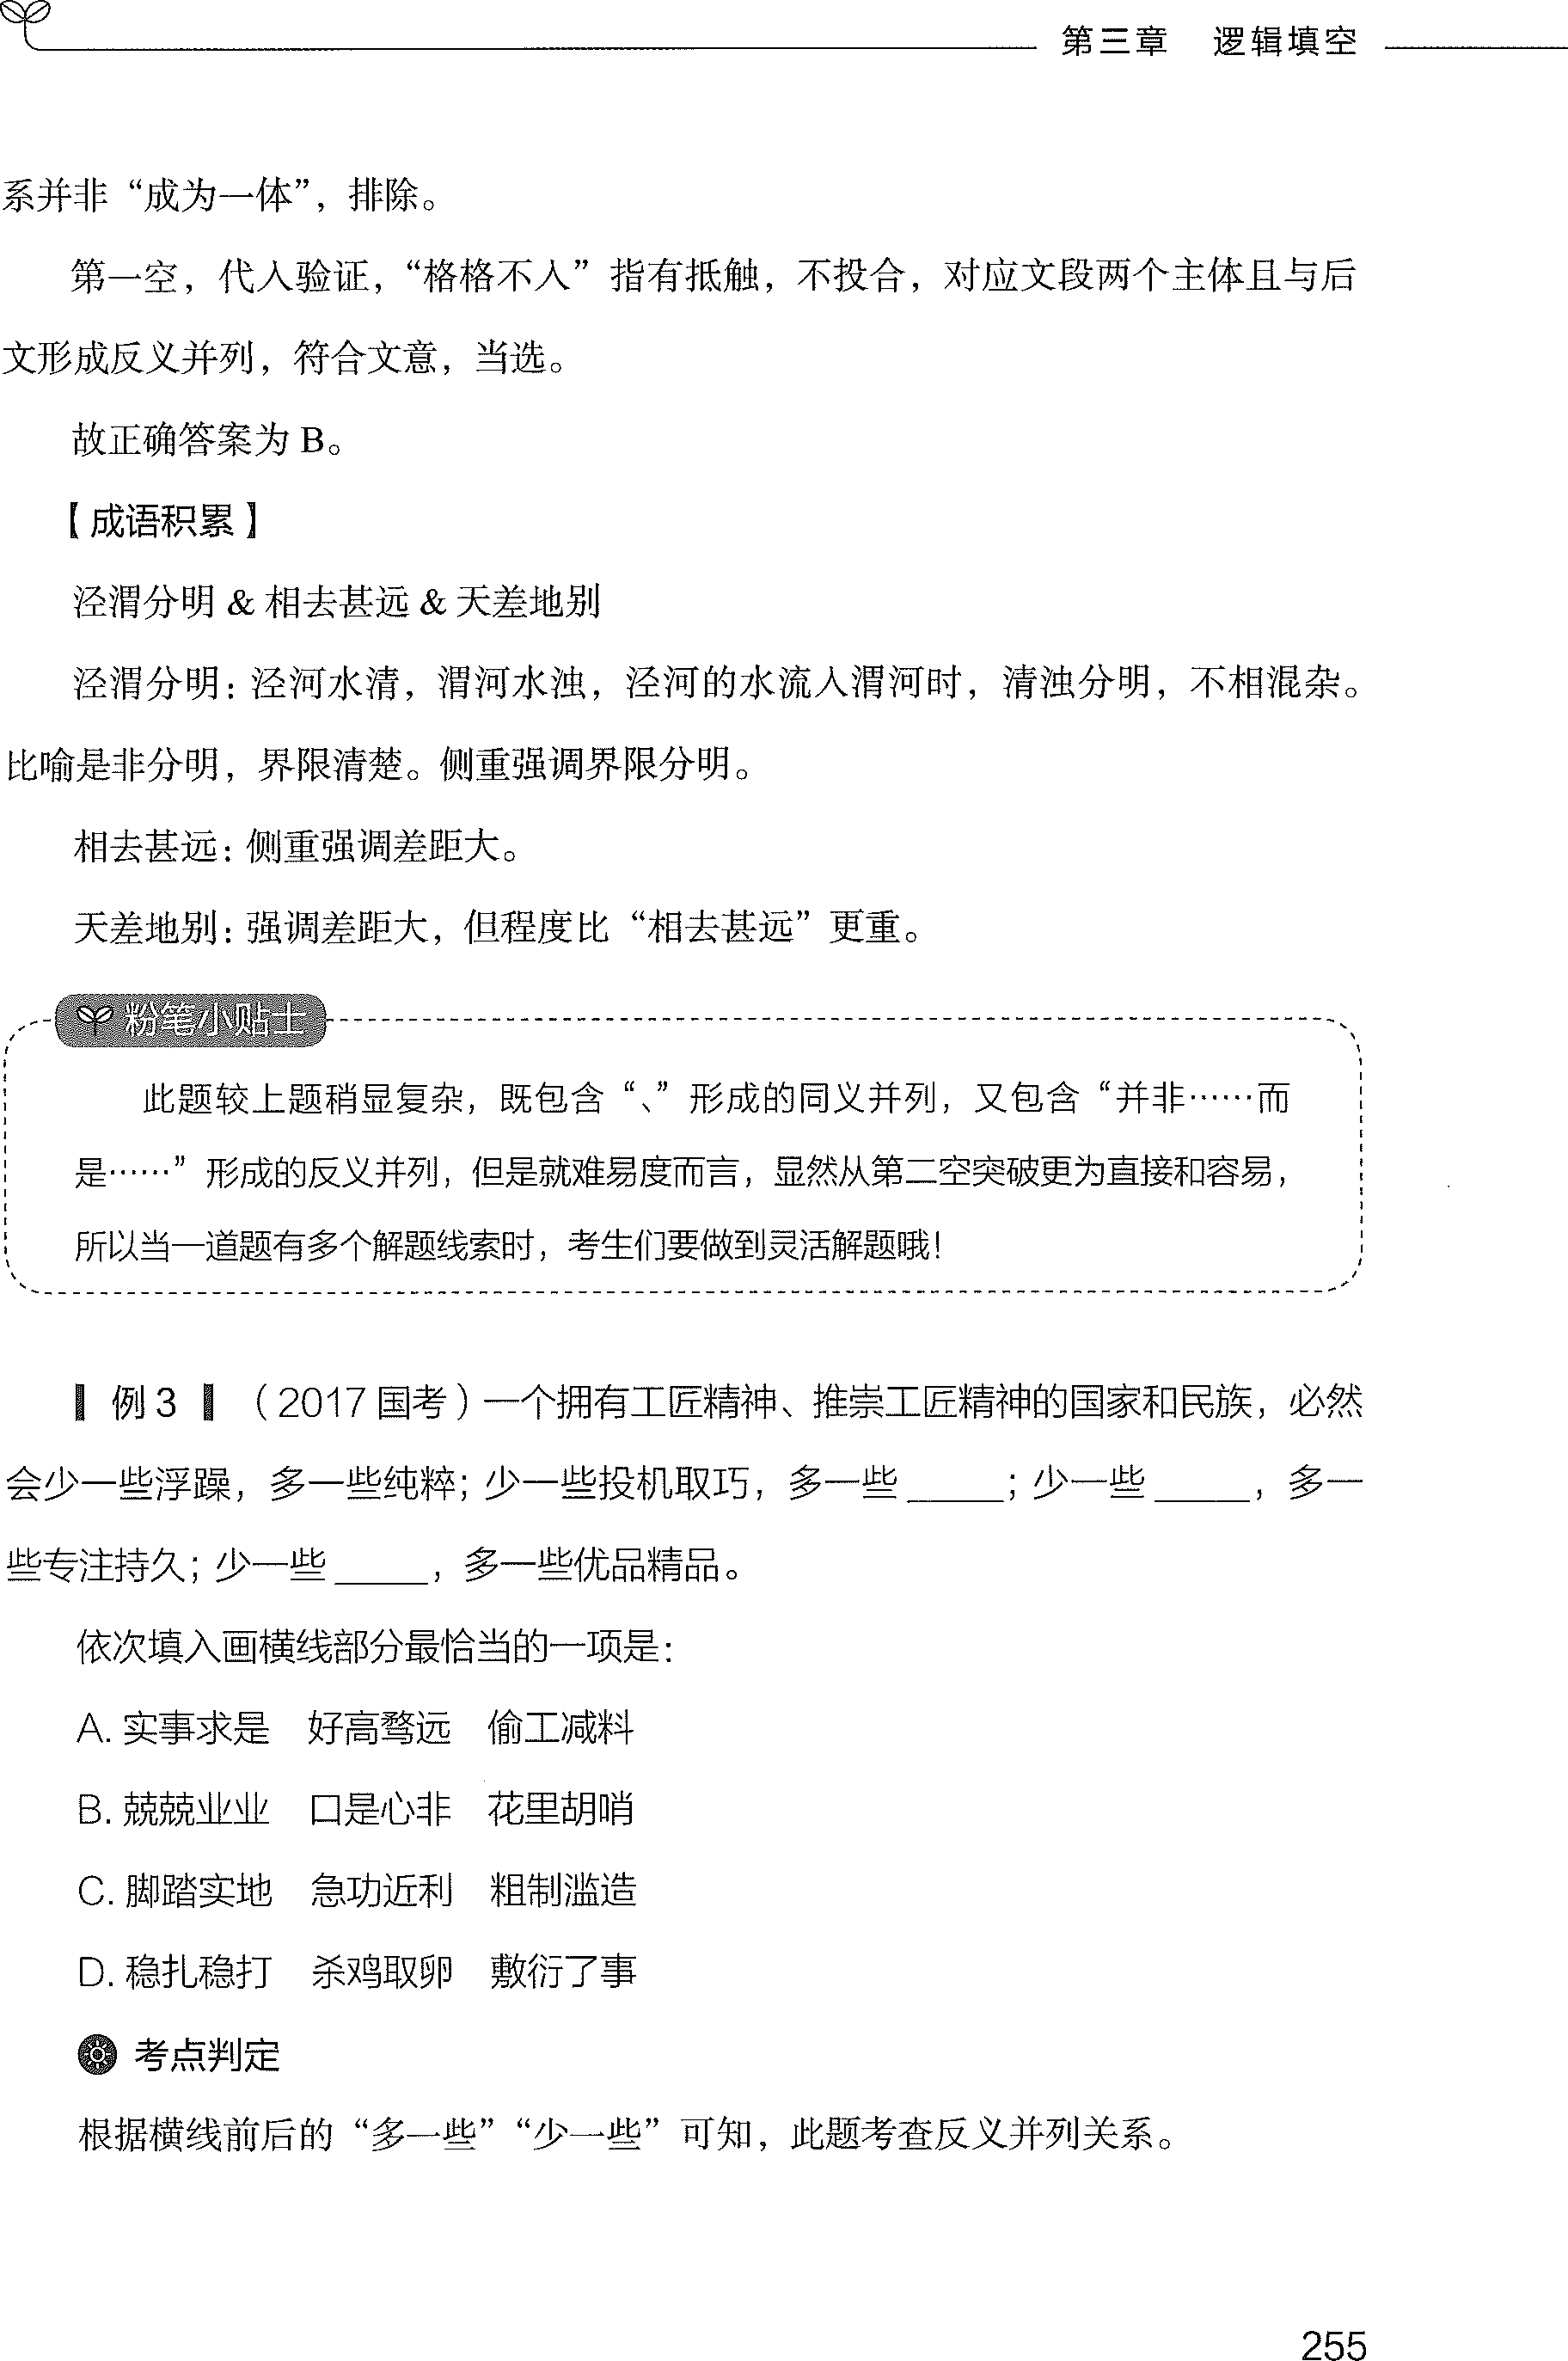 第三章 逻辑填空
系并非“成为一体”，排除。
第一空，代入验证，“格格不入”指有抵触，不投合，对应文段两个主体且与后
文形成反义并列，符合文意，当选。
故正确答案为 B。
【成语积累】
泾渭分明 & 相去甚远 & 天差地别
泾渭分明：泾河水清，渭河水浊，泾河的水流入渭河时，清浊分明，不相混杂。
比喻是非分明，界限清楚。侧重强调界限分明。
相去甚远：侧重强调差距大。
天差地别：强调差距大，但程度比“相去甚远”更重。
粉笔小贴士
此题较上题稍显复杂，既包含“、”形成的同义并列，又包含“并非……而
是……”形成的反义并列，但是就难易度而言，显然从第二空突破更为直接和容易，
所以当一道题有多个解题线索时，考生们要做到灵活解题哦！
例 3 （2017 国考）一个拥有工匠精神、推崇工匠精神的国家和民族，必然
会少一些浮躁，多一些纯粹；少一些投机取巧，多一些_____；少一些_____，多一
些专注持久；少一些_____，多一些优品精品。
依次填入画横线部分最恰当的一项是：
A. 实事求是 好高骛远 偷工减料
B. 兢兢业业 口是心非 花里胡哨
C. 脚踏实地 急功近利 粗制滥造
D. 稳扎稳打 杀鸡取卵 敷衍了事
考点判定
根据横线前后的“多一些”“少一些”可知，此题考查反义并列关系。
255